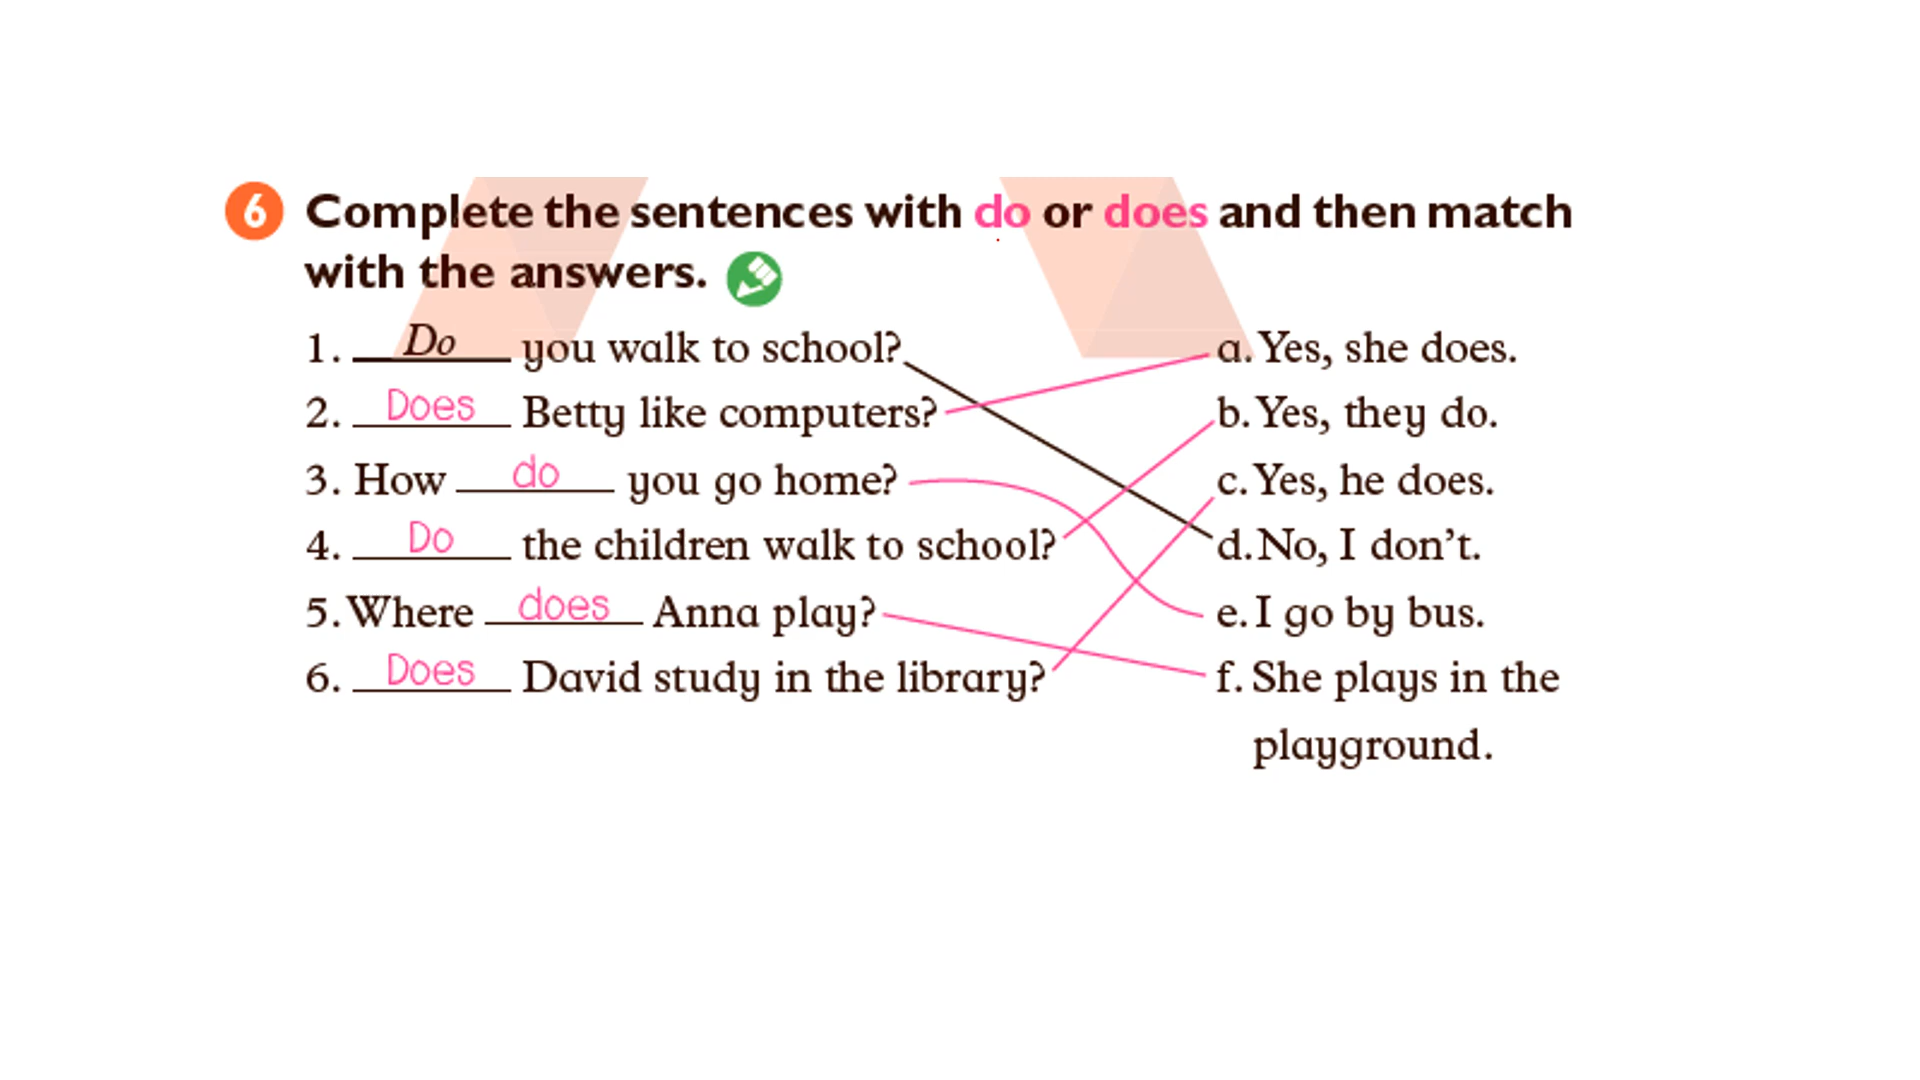 6 Complete the sentences with do or does and then match
with the answers.
1. Do you walk to school? a. Yes, she does.
2. Does Betty like computers? b. Yes, they do.
3. How do you go home? c. Yes, he does.
4. Do the children walk to school? d. No, I don't.
5. Where does Anna play? e. I go by bus.
6. Does David study in the library? f. She plays in the
playground.